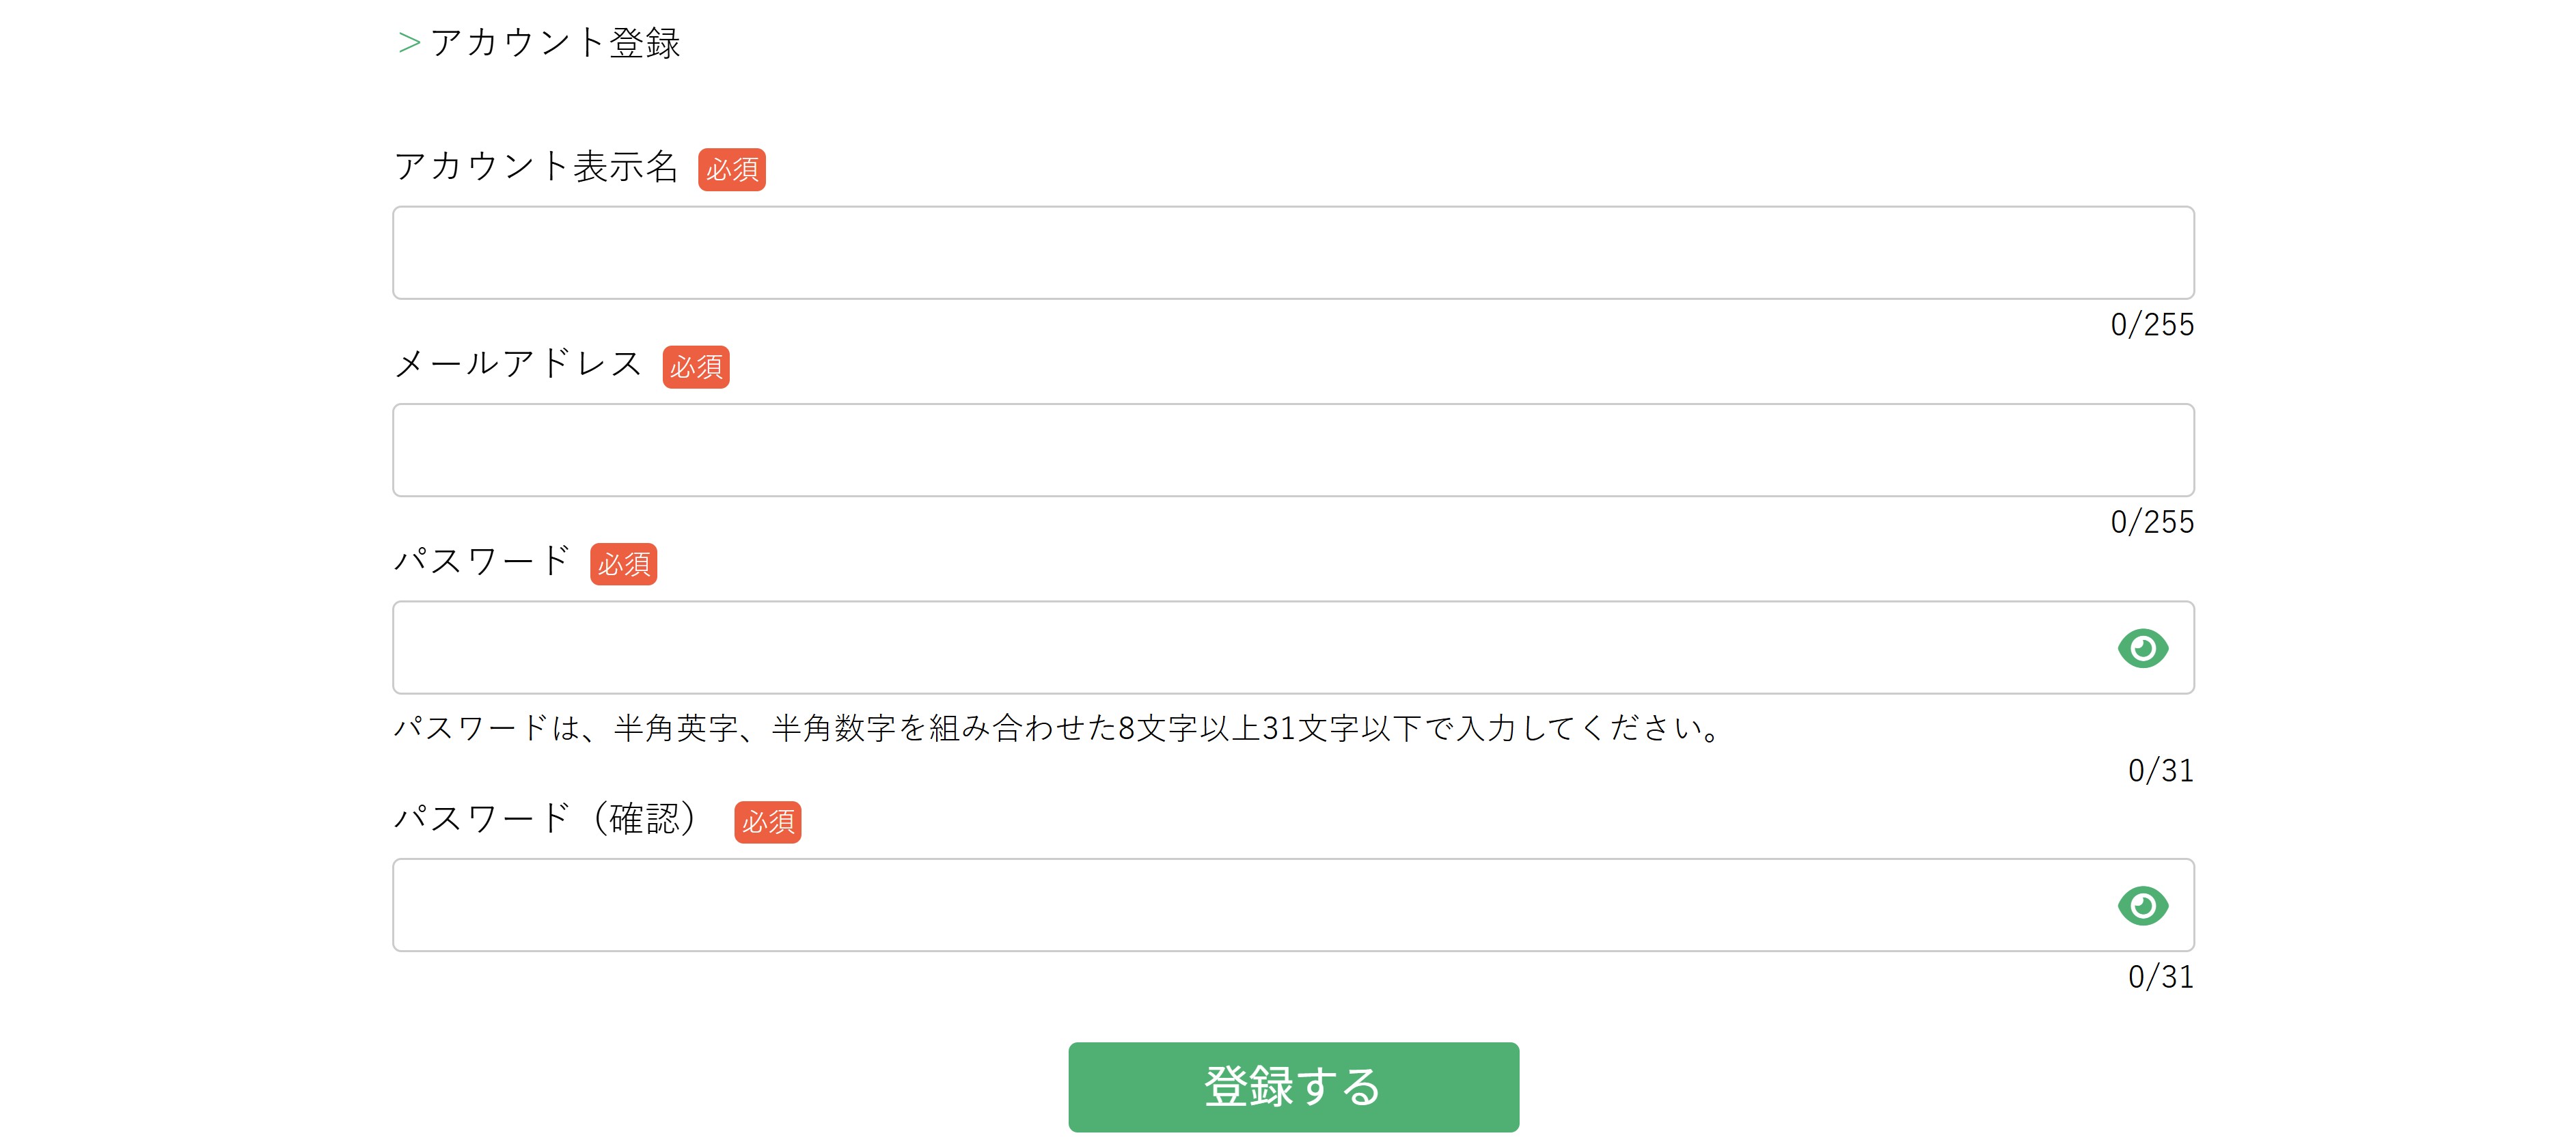 >アカウント登録
アカウント表示名 必須
0/255
メールアドレス 必須
0/255
パスワード 必須
パスワードは、半角英字、半角数字を組み合わせた8文字以上31文字以下で入力してください。
0/31
パスワード（確認） 必須
0/31
登録する